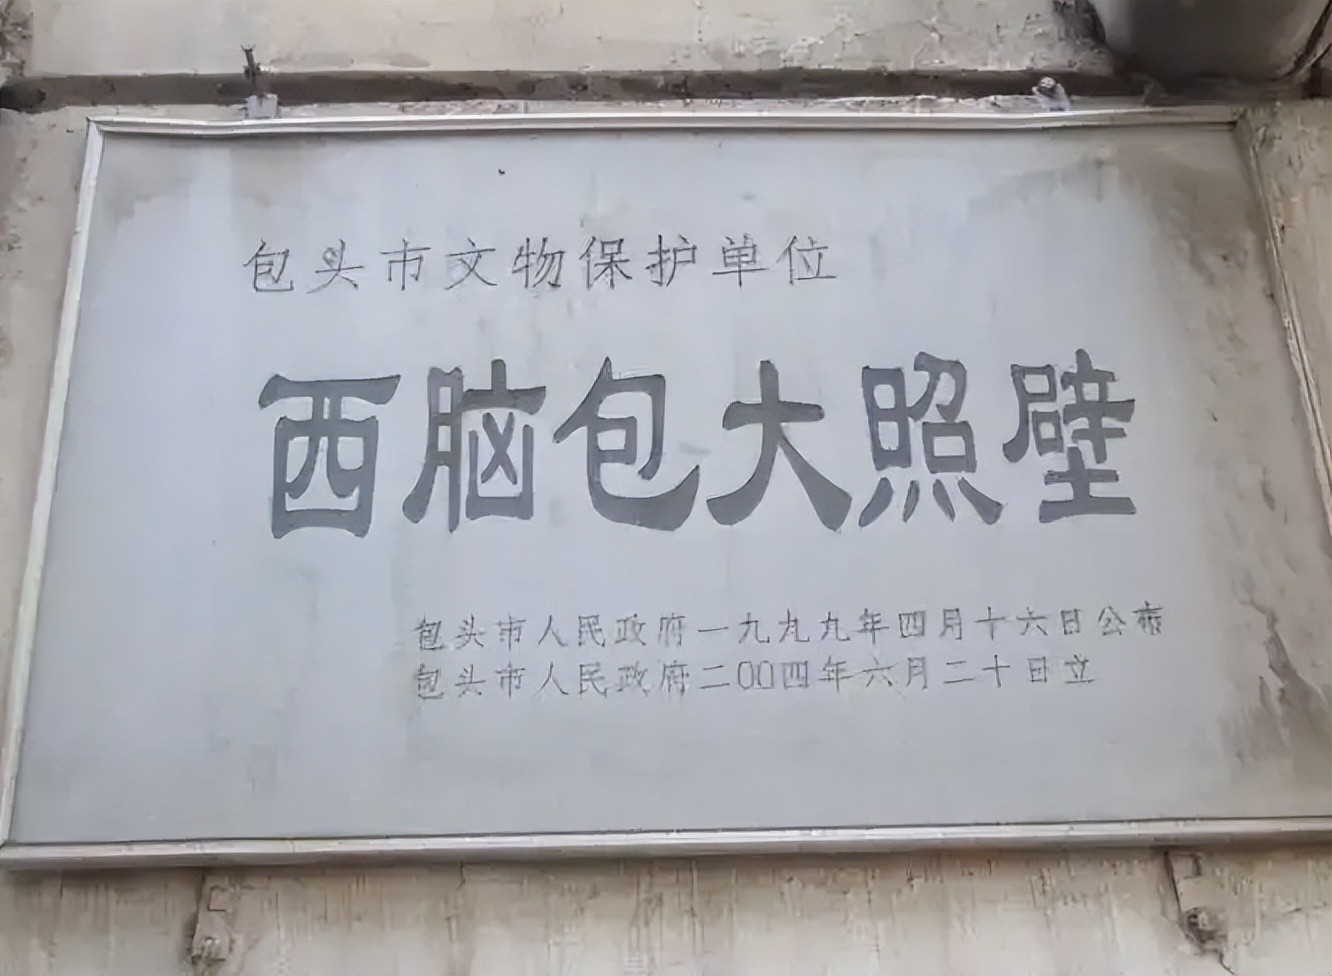 包头市文物保护单位
西脑包大照壁
包头市人民政府一九九九年四月十六日公布
包头市人民政府二〇〇四年六月二十日立